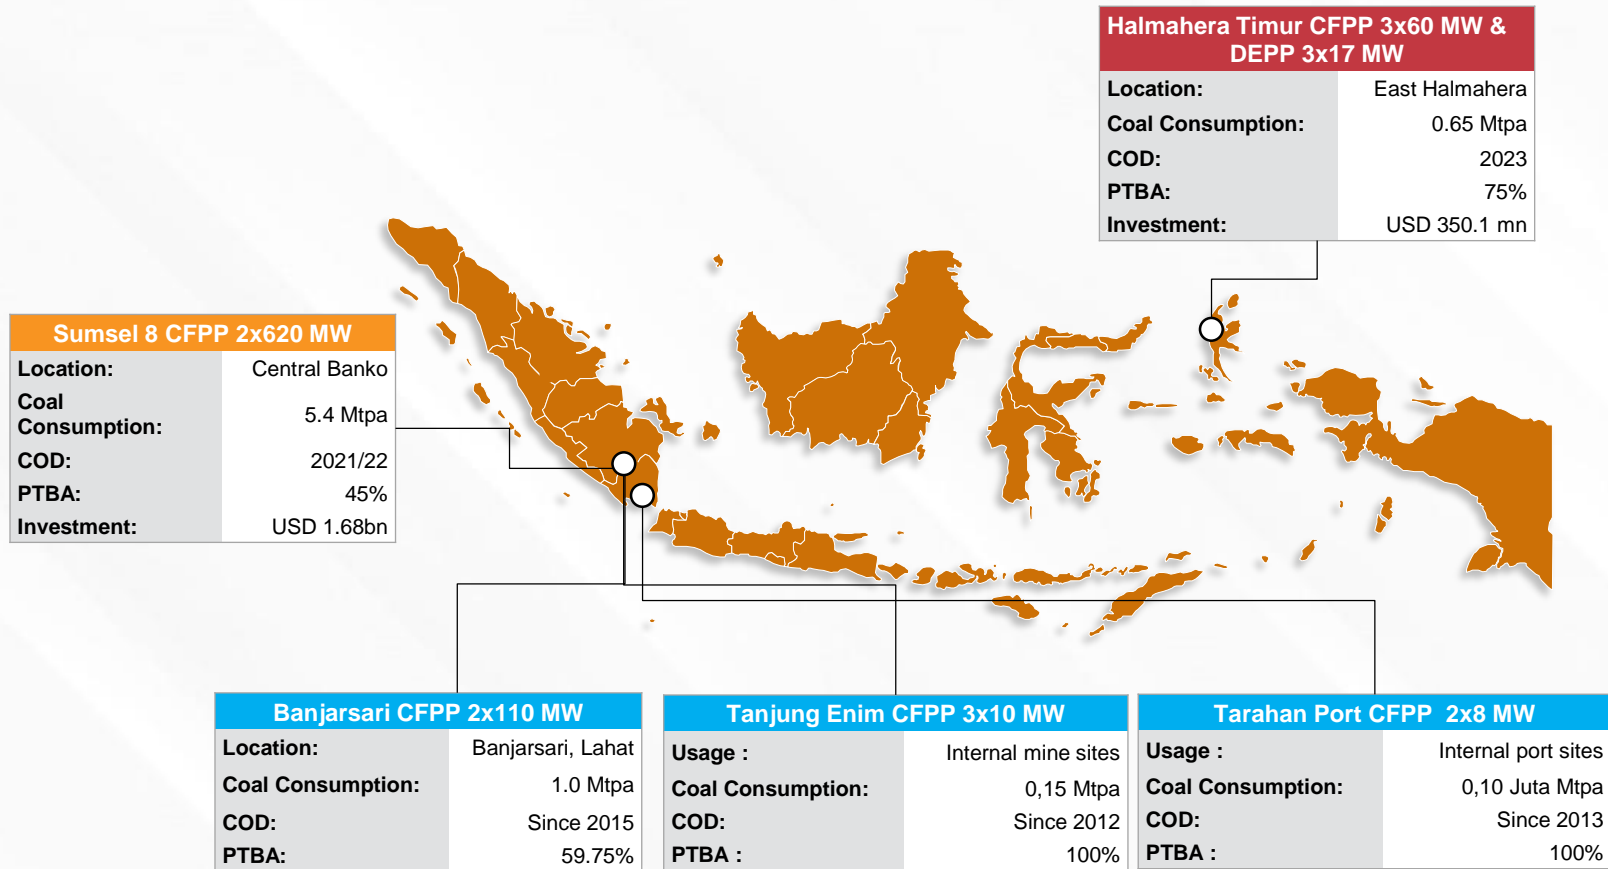 Halmahera Timur CFPP 3x60 MW &
DEPP 3x17 MW
Location: East Halmahera
Coal Consumption: 0.65 Mtpa
COD: 2023
PTBA: 75%
Investment: USD 350.1 mn
Sumsel 8 CFPP 2x620 MW
Location: Central Banko
Coal
Consumption: 5.4 Mtpa
COD: 2021/22
PTBA: 45%
Investment: USD 1.68bn
Banjarsari CFPP 2x110 MW
Location: Banjarsari, Lahat
Coal Consumption: 1.0 Mtpa
COD: Since 2015
PTBA: 59.75%
Tanjung Enim CFPP 3x10 MW
Usage : Internal mine sites
Coal Consumption: 0,15 Mtpa
COD: Since 2012
PTBA : 100%
Tarahan Port CFPP 2x8 MW
Usage : Internal port sites
Coal Consumption: 0,10 Juta Mtpa
COD: Since 2013
PTBA : 100%